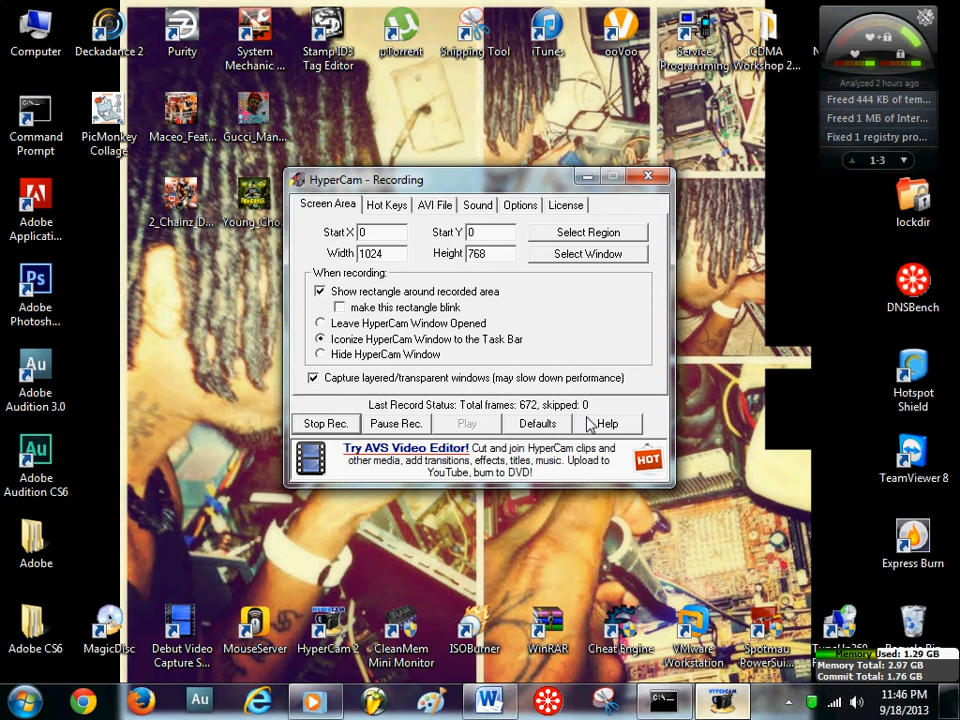 Computer
Deckadance 2
Purity
System
Mechanic ...
Stamp ID3
Tag Editor
µTorrent
Snipping Tool
iTunes
ooVoo
Service
Programming
CDMA
Workshop 2...
Analyzed 2 hours ago
Freed 444 KB of tem...
Freed 1 MB of Inter...
Fixed 1 registry pro...
1-3
Command
Prompt
PicMonkey
Collage
Maceo_Feat...
Gucci_Man...
Adobe
Applicati...
2_Chainz_D...
Young_Cho...
lockdir
HyperCam - Recording
Screen Area
Hot Keys
AVI File
Sound
Options
License
Start X 0
Start Y 0
Select Region
Width 1024
Height 768
Select Window
When recording:
Show rectangle around recorded area
make this rectangle blink
Leave HyperCam Window Opened
Iconize HyperCam Window to the Task Bar
Hide HyperCam Window
Capture layered/transparent windows (may slow down performance)
Last Record Status: Total frames: 672, skipped: 0
Stop Rec.
Pause Rec.
Play
Defaults
Help
Try AVS Video Editor! Cut and join HyperCam clips and
other media, add transitions, effects, titles, music. Upload to
YouTube, burn to DVD!
HOT
Ps
Adobe
Photosh...
DNSBench
Au
Adobe
Audition 3.0
Hotspot
Shield
Au
Adobe
Audition CS6
TeamViewer 8
Adobe
Express Burn
Adobe CS6
MagicDisc
Debut Video
Capture S...
MouseServer
HYPERCAM
HyperCam 2
CleanMem
Mini Monitor
ISOBurner
WinRAR
Cheat Engine
VMware
Workstation
Spotmau
PowerSui...
Memory Used: 1.29 GB
Memory Total: 2.97 GB
Commit Total: 1.76 GB
Au
HYPERCAM
11:46 PM
9/18/2013